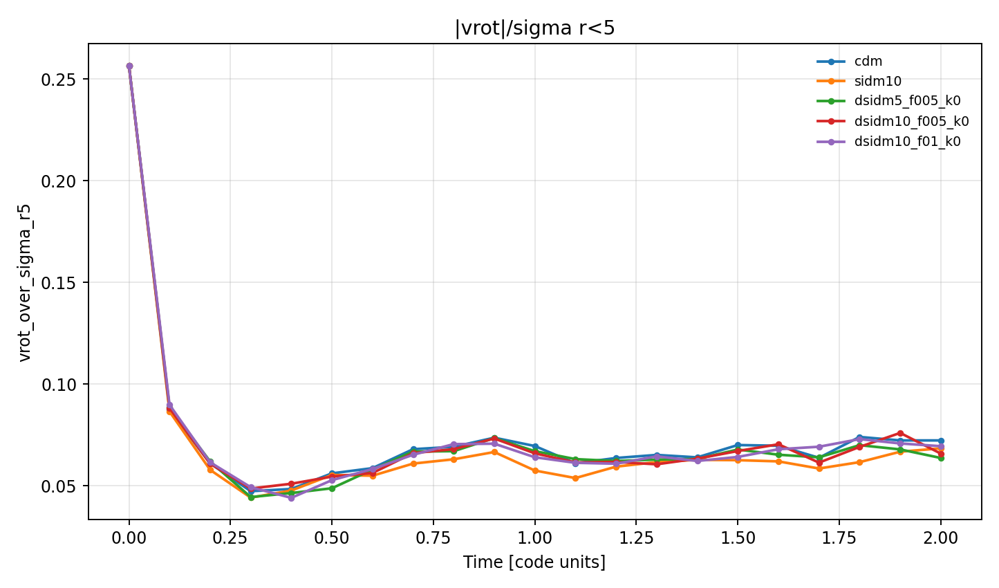 |vrot|/sigma r<5
cdm
sidm10
dsidm5_f005_k0
dsidm10_f005_k0
dsidm10_f01_k0
vrot_over_sigma_r5
0.25
0.20
0.15
0.10
0.05
0.00 0.25 0.50 0.75 1.00 1.25 1.50 1.75 2.00
Time [code units]